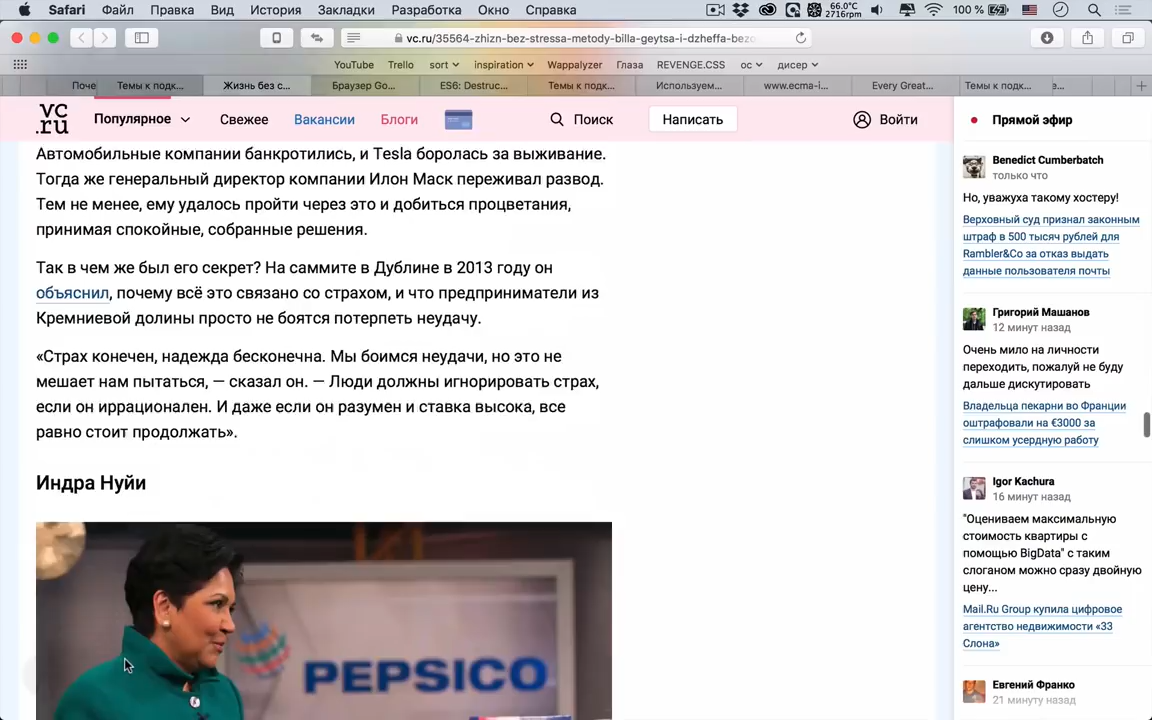 Safari Файл Правка Вид История Закладки Разработка Окно Справка 66.0°C 2716rpm 100 %
vc.ru/35564-zhizn-bez-stressa-metody-billa-geytsa-i-dzheffa-bezo
YouTube Trello sort inspiration Wappalyzer Глаза REVENGE.CSS ос дисер
Поче Темы к подк... Жизнь без с... Браузер Go... ES6: Destruc... Темы к подк... Используем... www.ecma-i... Every Great... Темы к подк... е...
vc.ru Популярное Свежее Вакансии Блоги Поиск Написать Войти
Автомобильные компании банкротились, и Tesla боролась за выживание.
Тогда же генеральный директор компании Илон Маск переживал развод.
Тем не менее, ему удалось пройти через это и добиться процветания,
принимая спокойные, собранные решения.
Так в чем же был его секрет? На саммите в Дублине в 2013 году он
объяснил, почему всё это связано со страхом, и что предприниматели из
Кремниевой долины просто не боятся потерпеть неудачу.
«Страх конечен, надежда бесконечна. Мы боимся неудачи, но это не
мешает нам пытаться, — сказал он. — Люди должны игнорировать страх,
если он иррационален. И даже если он разумен и ставка высока, все
равно стоит продолжать».
Индра Нуйи
PEPSICO
Прямой эфир
Benedict Cumberbatch
только что
Но, уважуха такому хостеру!
Верховный суд признал законным
штраф в 500 тысяч рублей для
Rambler&Co за отказ выдать
данные пользователя почты
Григорий Машанов
12 минут назад
Очень мило на личности
переходить, пожалуй не буду
дальше дискутировать
Владельца пекарни во Франции
оштрафовали на €3000 за
слишком усердную работу
Igor Kachura
16 минут назад
"Оцениваем максимальную
стоимость квартиры с
помощью BigData" с таким
слоганом можно сразу двойную
цену...
Mail.Ru Group купила цифровое
агентство недвижимости «33
Слона»
Евгений Франко
21 минуту назад